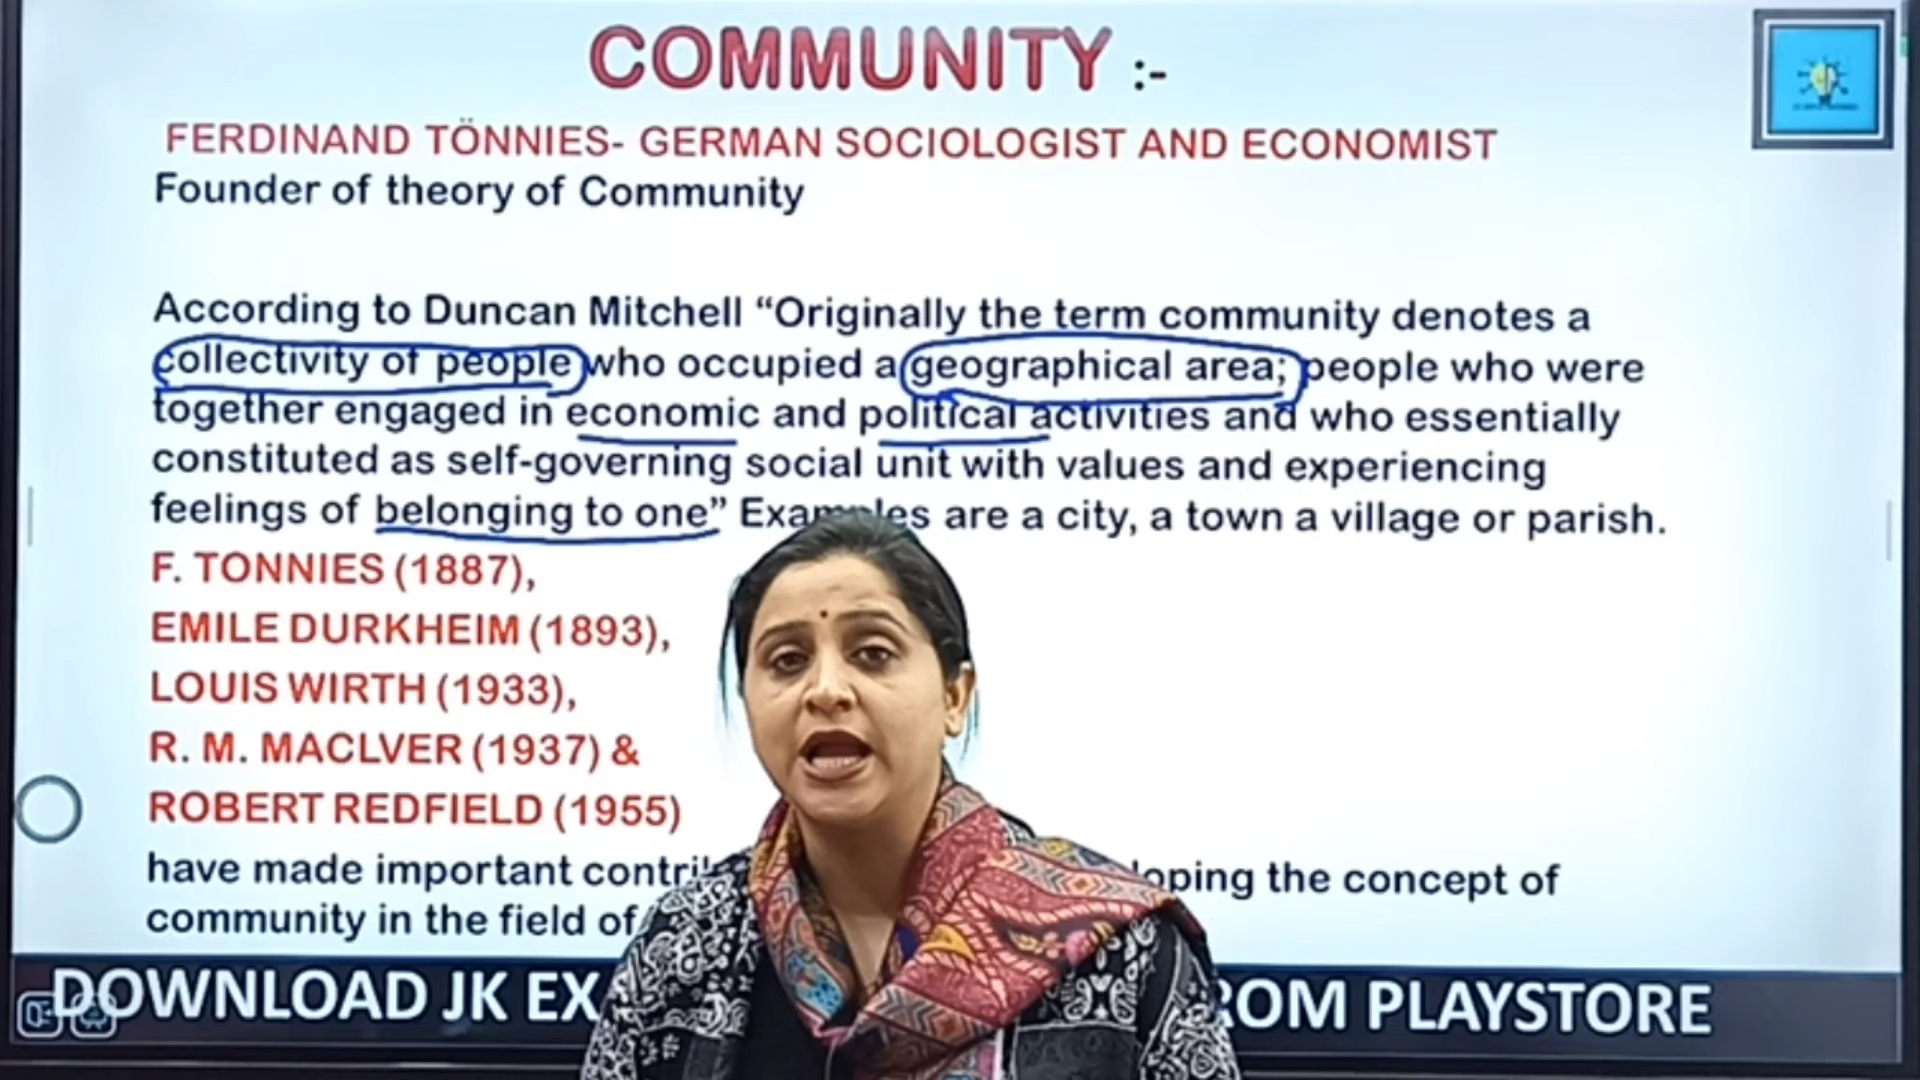 COMMUNITY :-
FERDINAND TÖNNIES- GERMAN SOCIOLOGIST AND ECONOMIST
Founder of theory of Community
According to Duncan Mitchell “Originally the term community denotes a
collectivity of people who occupied a geographical area; people who were
together engaged in economic and political activities and who essentially
constituted as self-governing social unit with values and experiencing
feelings of belonging to one” Examples are a city, a town a village or parish.
F. TONNIES (1887),
EMILE DURKHEIM (1893),
LOUIS WIRTH (1933),
R. M. MACLVER (1937) &
ROBERT REDFIELD (1955)
have made important the concept of
community in the field of
DOWNLOAD JK PLAYSTORE